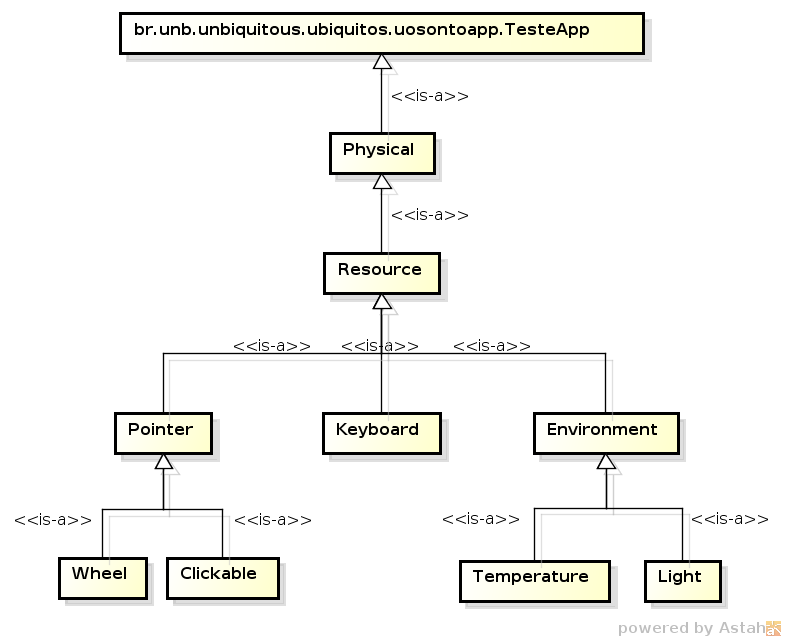 br.unb.unbiquitous.ubiquitos.uosontoapp.TesteApp
<<is-a>>
Physical
<<is-a>>
Resource
<<is-a>> <<is-a>> <<is-a>>
Pointer Keyboard Environment
<<is-a>> <<is-a>> <<is-a>> <<is-a>>
Wheel Clickable Temperature Light
powered by Astah